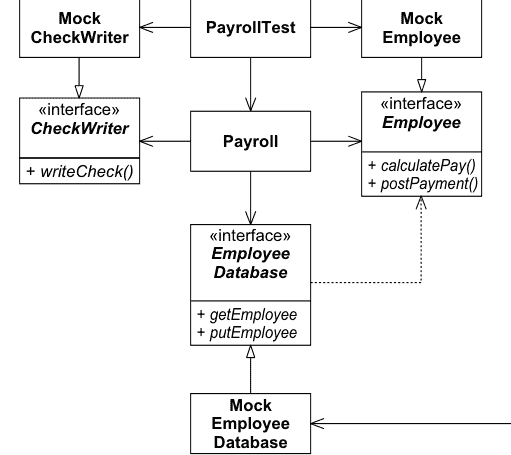 Mock
CheckWriter
PayrollTest
Mock
Employee
«interface»
CheckWriter
+ writeCheck()
Payroll
«interface»
Employee
+ calculatePay()
+ postPayment()
«interface»
Employee
Database
+ getEmployee
+ putEmployee
Mock
Employee
Database